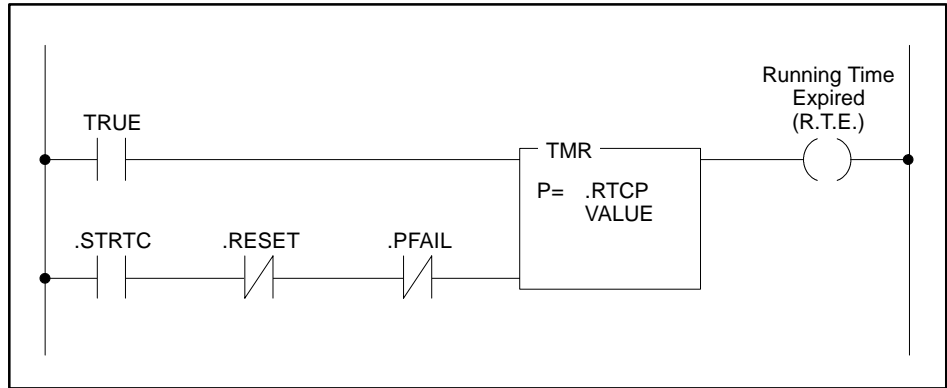 Running Time
Expired
(R.T.E.)
TRUE
TMR
P= .RTCP
VALUE
.STRTC .RESET .PFAIL